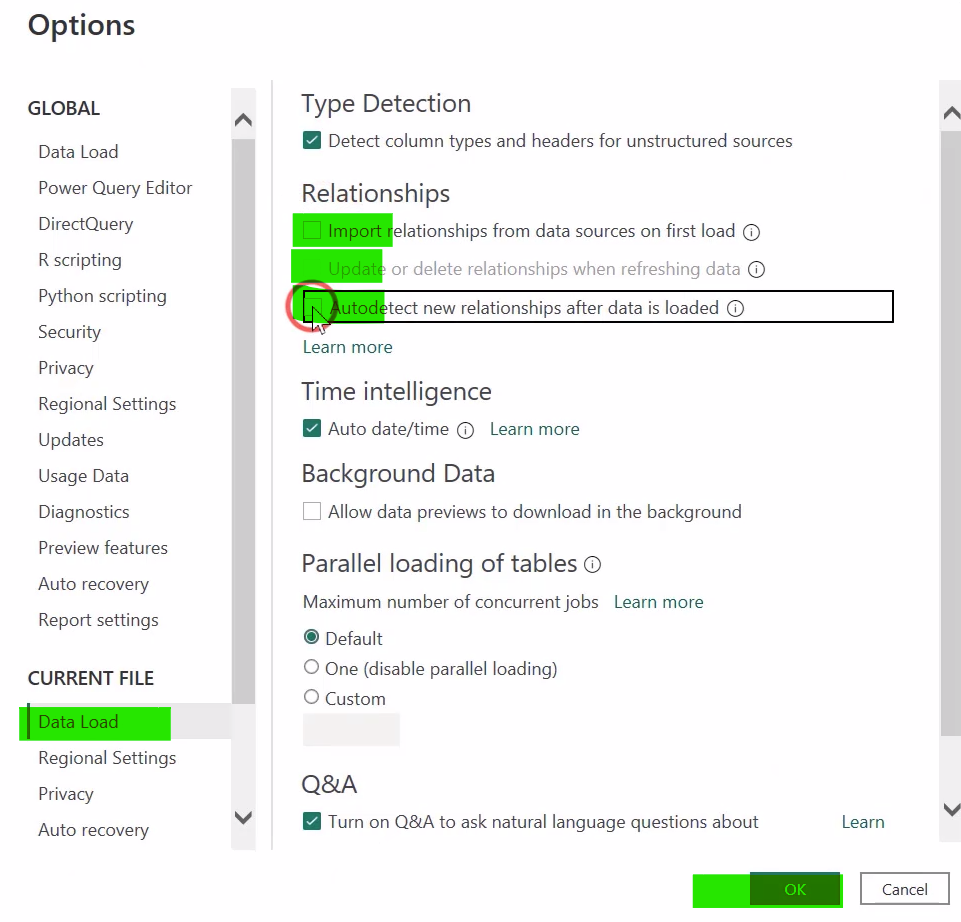 Options
GLOBAL
Data Load
Power Query Editor
DirectQuery
R scripting
Python scripting
Security
Privacy
Regional Settings
Updates
Usage Data
Diagnostics
Preview features
Auto recovery
Report settings
CURRENT FILE
Data Load
Regional Settings
Privacy
Auto recovery
Type Detection
Detect column types and headers for unstructured sources
Relationships
Import relationships from data sources on first load
Update or delete relationships when refreshing data
Autodetect new relationships after data is loaded
Learn more
Time intelligence
Auto date/time Learn more
Background Data
Allow data previews to download in the background
Parallel loading of tables
Maximum number of concurrent jobs Learn more
Default
One (disable parallel loading)
Custom
Q&A
Turn on Q&A to ask natural language questions about Learn
OK Cancel